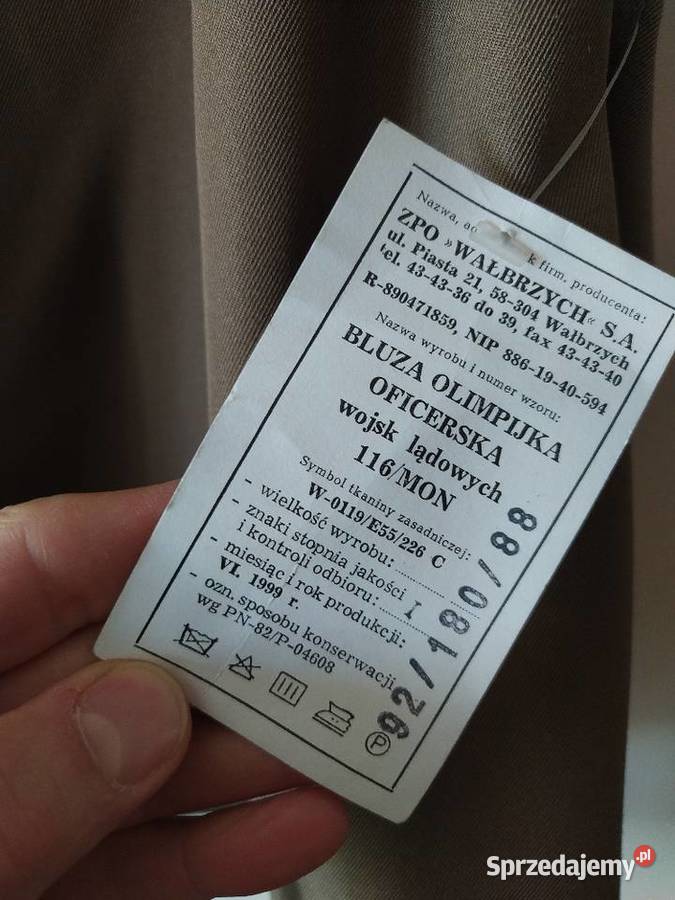 Nazwa, k firm. producenta:
ZPO »WAŁBRZYCH« S.A.
ul. Piasta 21, 58-304 Wałbrzych
tel. 43-43-36 do 39, fax 43-43-40
R-890471859, NIP 886-19-40-594
Nazwa wyrobu i numer wzoru:
BLUZA OLIMPIJKA
OFICERSKA
wojsk lądowych
116/MON
Symbol tkaniny zasadniczej:
W-0119/E55/226 C
- wielkość wyrobu:
- znaki stopnia jakości
i kontroli odbioru: I
- miesiąc i rok produkcji:
VI. 1999 r.
- ozn. sposobu konserwacji
wg PN-82/P-04608
92/180/88
P
Sprzedajemy.pl